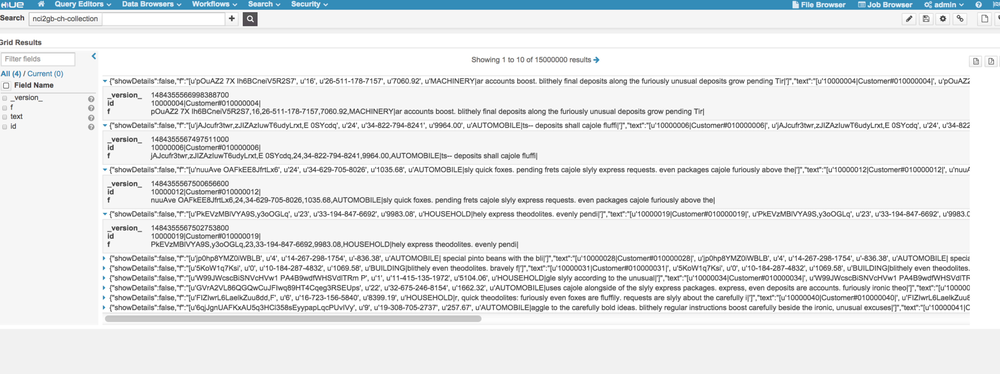 HUE Query Editors Data Browsers Workflows Search Security File Browser Job Browser admin
Search nci2gb-ch-collection
Grid Results
Filter fields
Showing 1 to 10 of 15000000 results
All (4) / Current (0)
Field Name
_version_
f
text
id
{"showDetails":false,"f":"[u'pOuAZ2 7X Ih6BCneiV5R2S7', u'16', u'26-511-178-7157', u'7060.92', u'MACHINERY|ar accounts boost. blithely final deposits along the furiously unusual deposits grow pending Tir|']","text":"[u'10000004|Customer#010000004|', u'pOuAZ2
_version_ 1484355566998388700
id 10000004|Customer#010000004|
f pOuAZ2 7X Ih6BCneiV5R2S7,16,26-511-178-7157,7060.92,MACHINERY|ar accounts boost. blithely final deposits along the furiously unusual deposits grow pending Tir|
{"showDetails":false,"f":"[u'jAJcufr3twr,zJIZAzIuwT6udyLrxt,E 0SYcdq', u'24', u'34-822-794-8241', u'9964.00', u'AUTOMOBILE|ts-- deposits shall cajole fluffi|']","text":"[u'10000006|Customer#010000006|', u'jAJcufr3twr,zJIZAzIuwT6udyLrxt,E 0SYcdq', u'24', u'34-822
_version_ 1484355567497511000
id 10000006|Customer#010000006|
f jAJcufr3twr,zJIZAzIuwT6udyLrxt,E 0SYcdq,24,34-822-794-8241,9964.00,AUTOMOBILE|ts-- deposits shall cajole fluffi|
{"showDetails":false,"f":"[u'nuuAve OAFkEE8JfrtLx6', u'24', u'34-629-705-8026', u'1035.68', u'AUTOMOBILE|sly quick foxes. pending frets cajole slyly express requests. even packages cajole furiously above the|']","text":"[u'10000012|Customer#010000012|', u'nuuA
_version_ 1484355567500656600
id 10000012|Customer#010000012|
f nuuAve OAFkEE8JfrtLx6,24,34-629-705-8026,1035.68,AUTOMOBILE|sly quick foxes. pending frets cajole slyly express requests. even packages cajole furiously above the|
{"showDetails":false,"f":"[u'PkEVzMBlVYA9S,y3oOGLq', u'23', u'33-194-847-6692', u'9983.08', u'HOUSEHOLD|hely express theodolites. evenly pendi|']","text":"[u'10000019|Customer#010000019|', u'PkEVzMBlVYA9S,y3oOGLq', u'23', u'33-194-847-6692', u'9983.0
_version_ 1484355567502753800
id 10000019|Customer#010000019|
f PkEVzMBlVYA9S,y3oOGLq,23,33-194-847-6692,9983.08,HOUSEHOLD|hely express theodolites. evenly pendi|
{"showDetails":false,"f":"[u'jp0hp8YMZ0iWBLB', u'4', u'14-267-298-1754', u'-836.38', u'AUTOMOBILE| special pinto beans with the bli|']","text":"[u'10000028|Customer#010000028|', u'jp0hp8YMZ0iWBLB', u'4', u'14-267-298-1754', u'-836.38', u'AUTOMOBILE| specia
{"showDetails":false,"f":"[u'5KoW1q7Ksi', u'0', u'10-184-287-4832', u'1069.58', u'BUILDING|blithely even theodolites. bravely f|']","text":"[u'10000031|Customer#010000031|', u'5KoW1q7Ksi', u'0', u'10-184-287-4832', u'1069.58', u'BUILDING|blithely even theodolites.
{"showDetails":false,"f":"[u'W99JWcscBiSNVcHVw1 PA4B9wdfWHSVdlTRm P', u'1', u'11-415-135-1972', u'5104.06', u'HOUSEHOLD|gle slyly according to the unusual|']","text":"[u'10000034|Customer#010000034|', u'W99JWcscBiSNVcHVw1 PA4B9wdfWHSVdlTR
{"showDetails":false,"f":"[u'GVrA2VL86QGQwCuJFIwq89HT4Cqeg3RSEUps', u'22', u'32-675-246-8154', u'1662.32', u'AUTOMOBILE|uses cajole alongside of the slyly express packages. express, even deposits are accounts. furiously ironic theo|']","text":"[u'100000
{"showDetails":false,"f":"[u'FIZIwrL6LaelkZuu8dd,F', u'6', u'16-723-156-5840', u'8399.19', u'HOUSEHOLD|r, quick theodolites: furiously even foxes are fluffily. requests are slyly about the carefully i|']","text":"[u'10000040|Customer#010000040|', u'FIZIwrL6LaelkZuu8
{"showDetails":false,"f":"[u'6qjJgnUAFKxAU5q3HCl358sEyypapLqcPUvIVy', u'9', u'19-308-705-2737', u'257.67', u'AUTOMOBILE|aggle to the carefully bold ideas. blithely regular instructions boost carefully beside the ironic, unusual excuses|']","text":"[u'10000041|C